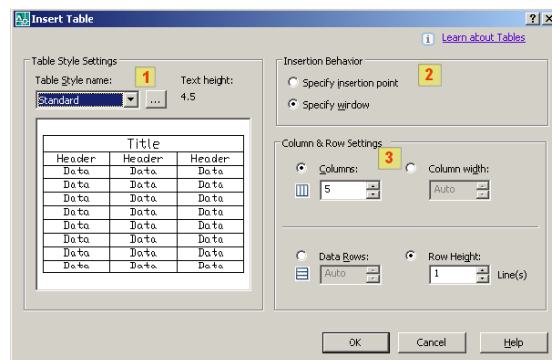 Insert Table
Learn about Tables
Table Style Settings
Table Style name:
1
Text height:
Standard
...
4.5
Title
Header Header Header
Data Data Data
Data Data Data
Data Data Data
Data Data Data
Data Data Data
Data Data Data
Data Data Data
Data Data Data
Insertion Behavior
2
Specify insertion point
Specify window
Column & Row Settings
3
Columns:
Column width:
5
Auto
Data Rows:
Row Height:
Auto
1
Line(s)
OK
Cancel
Help